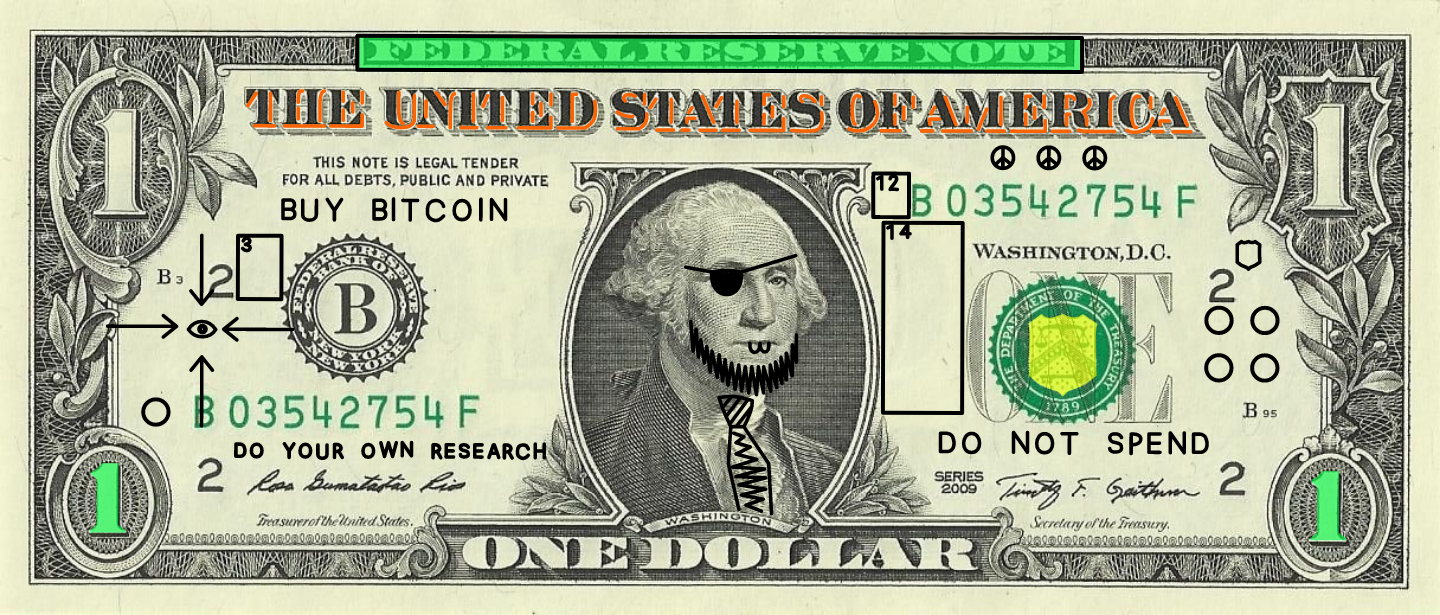 FEDERAL RESERVE NOTE
1 THE UNITED STATES OF AMERICA 1
THIS NOTE IS LEGAL TENDER
FOR ALL DEBTS, PUBLIC AND PRIVATE
BUY BITCOIN
12
B 03542754 F
14
WASHINGTON, D.C.
3
B 3
2
FEDERAL RESERVE
BANK OF
B
NEW YORK
NEW YORK
ONE
THE DEPARTMENT OF THE TREASURY
1789
2
B 95
B 03542754 F
DO YOUR OWN RESEARCH
DO NOT SPEND
2
Rosa Gumataotao Rios
Treasurer of the United States.
SERIES
2009
Timothy F. Geithner
2
Secretary of the Treasury.
WASHINGTON
1 ONE DOLLAR 1